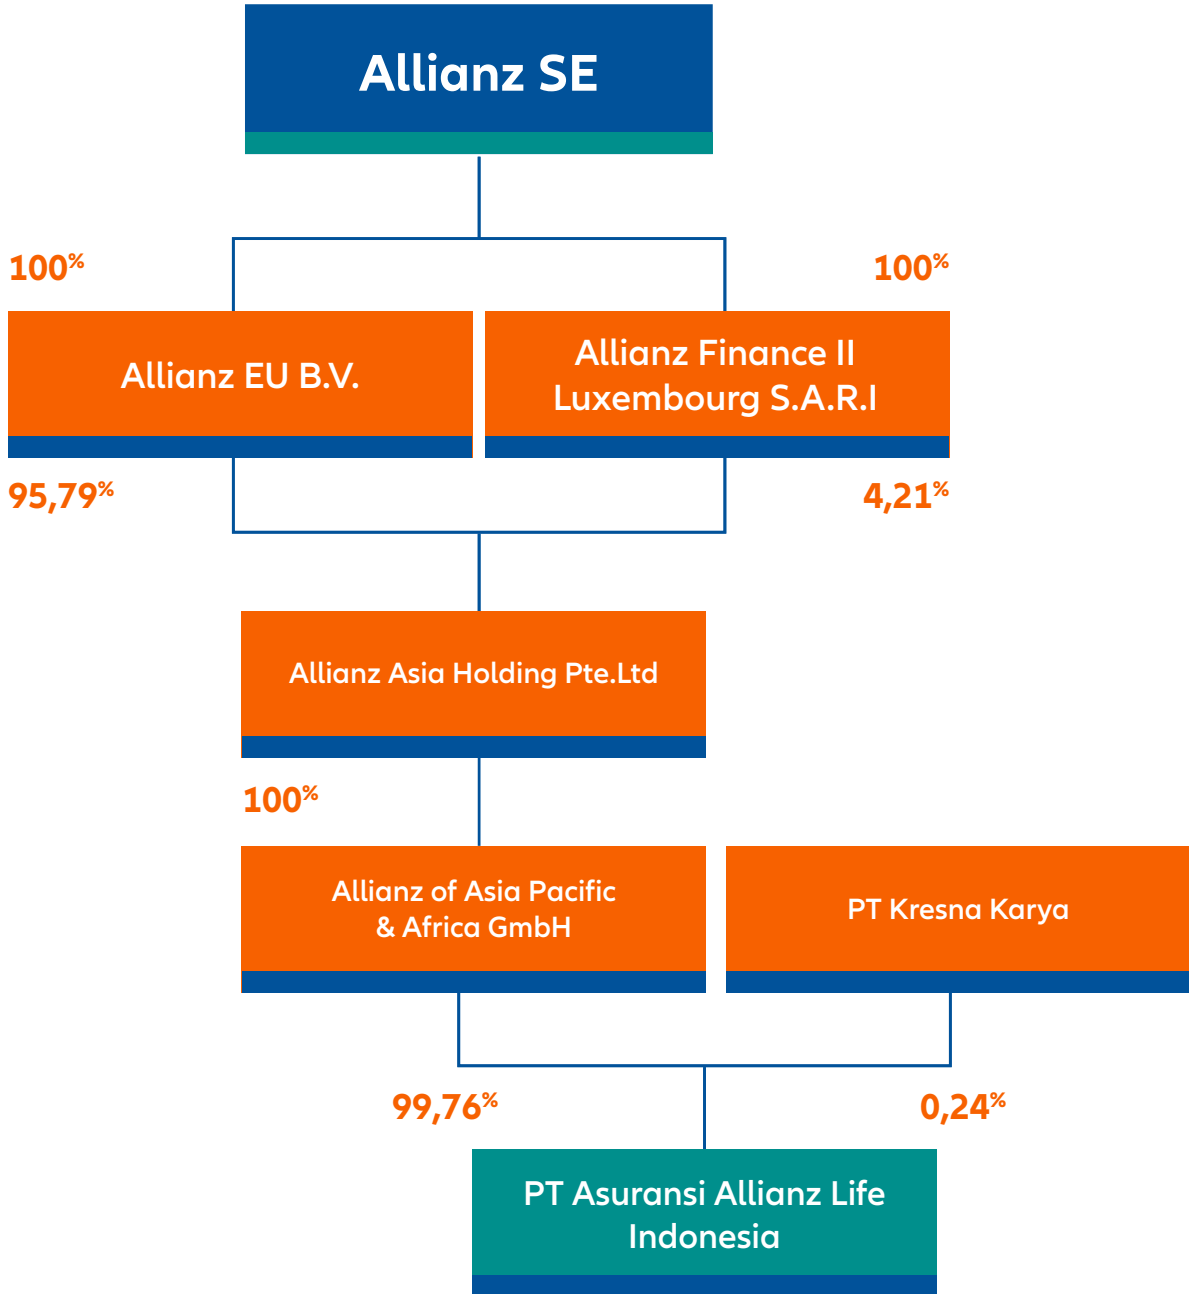 Allianz SE
100%
100%
Allianz EU B.V.
Allianz Finance II
Luxembourg S.A.R.I
95,79%
4,21%
Allianz Asia Holding Pte.Ltd
100%
Allianz of Asia Pacific
& Africa GmbH
PT Kresna Karya
99,76%
0,24%
PT Asuransi Allianz Life
Indonesia